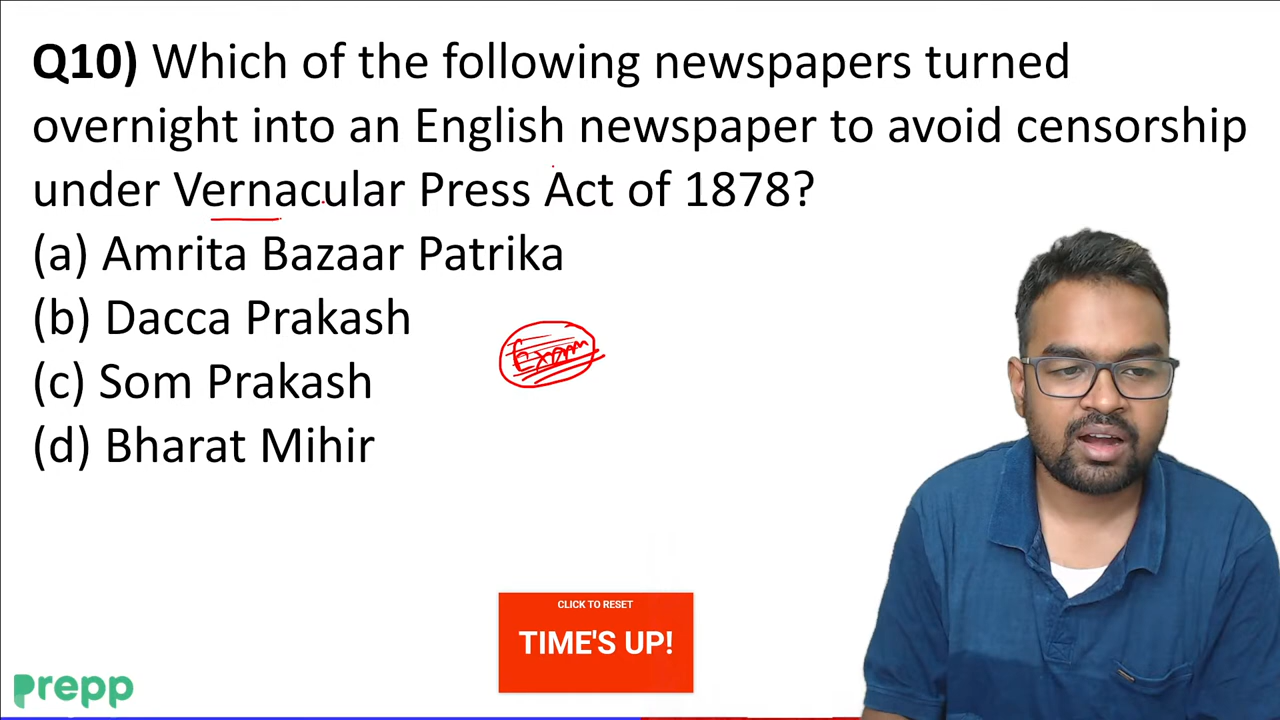 Q10) Which of the following newspapers turned
overnight into an English newspaper to avoid censorship
under Vernacular Press Act of 1878?
(a) Amrita Bazaar Patrika
(b) Dacca Prakash
(c) Som Prakash
(d) Bharat Mihir
Exam
CLICK TO RESET
TIME'S UP!
prepp